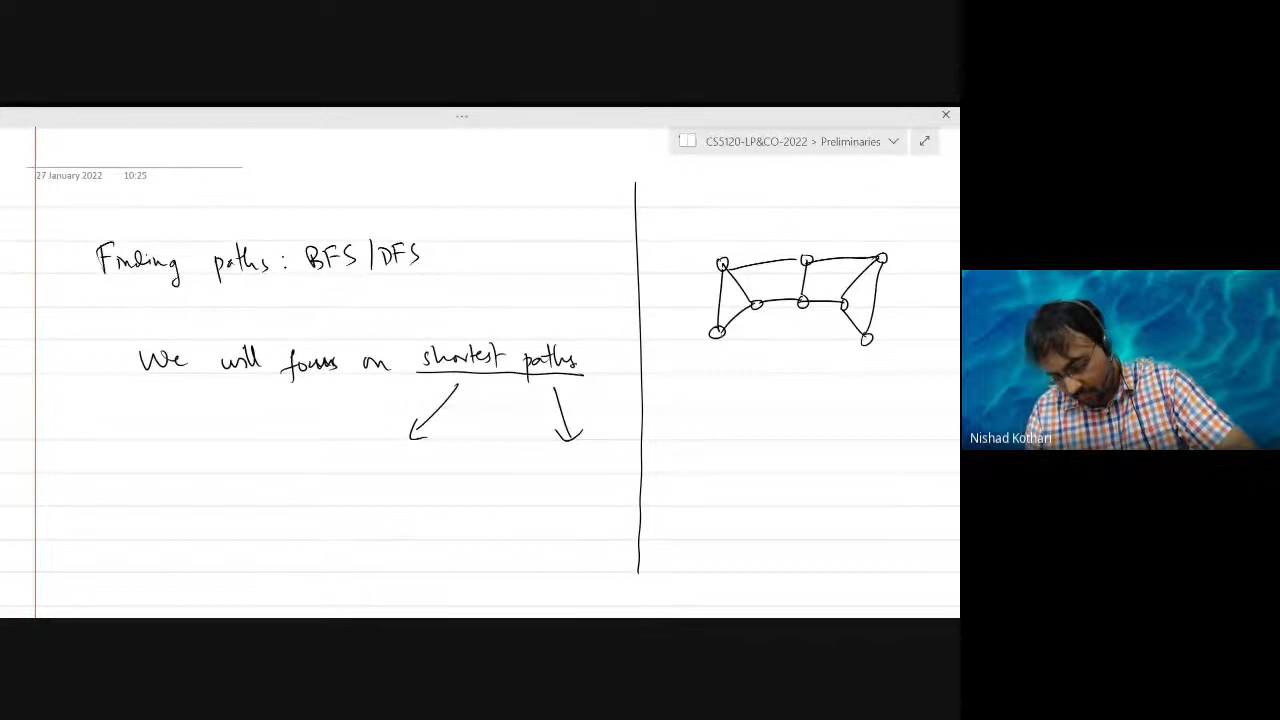 CS5120-LP&CO-2022 > Preliminaries
27 January 2022 10:25
Finding paths: BFS/DFS
We will focus on shortest paths
Nishad Kothari